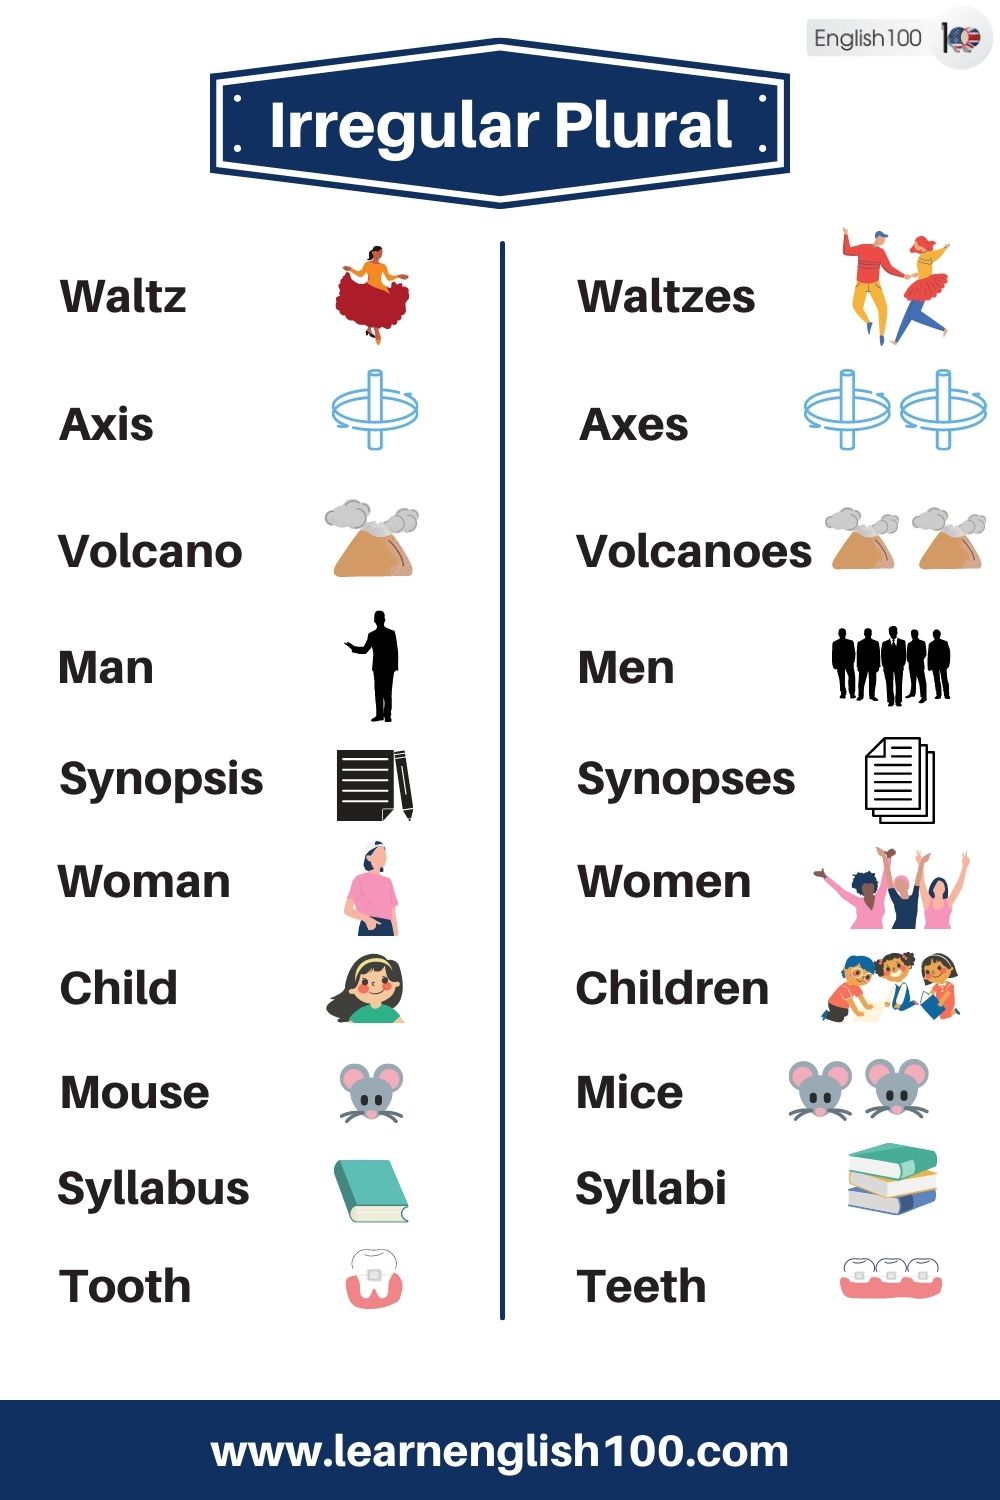 English100
Irregular Plural
Waltz Waltzes
Axis Axes
Volcano Volcanoes
Man Men
Synopsis Synopses
Woman Women
Child Children
Mouse Mice
Syllabus Syllabi
Tooth Teeth
www.learnenglish100.com